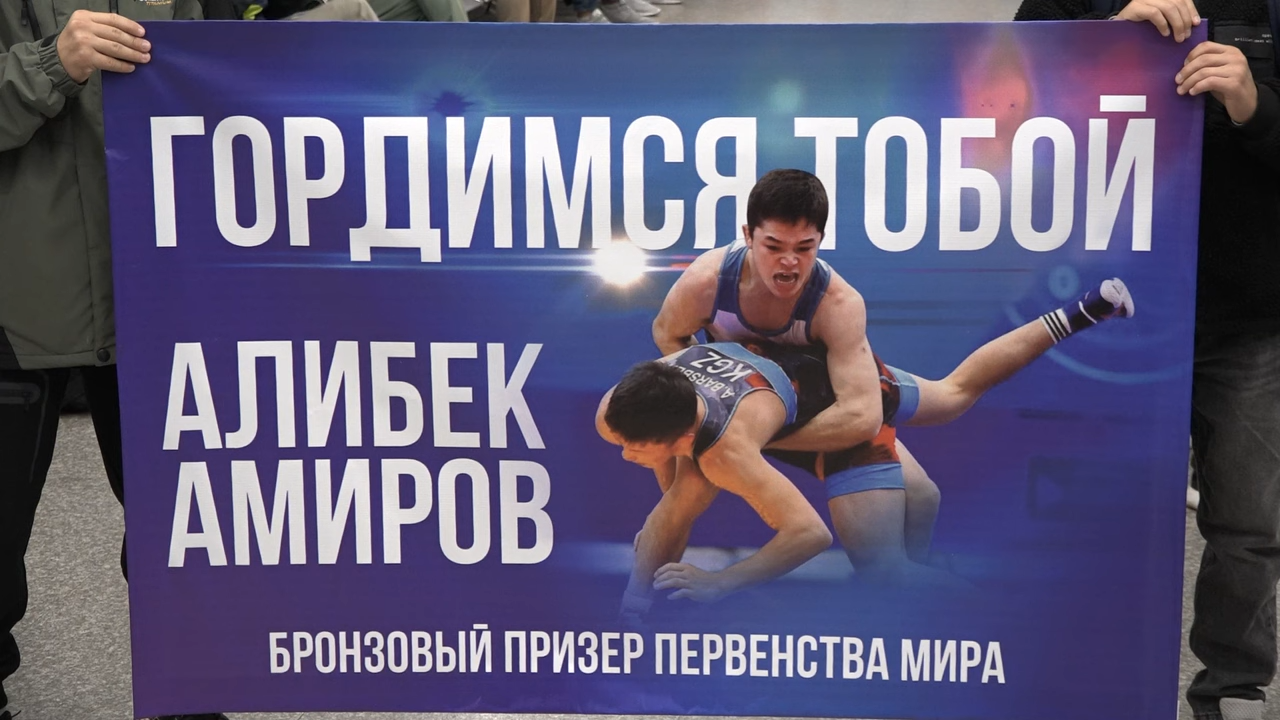 ГОРДИМСЯ ТОБОЙ
АЛИБЕК
АМИРОВ
KGZ
БРОНЗОВЫЙ ПРИЗЕР ПЕРВЕНСТВА МИРА